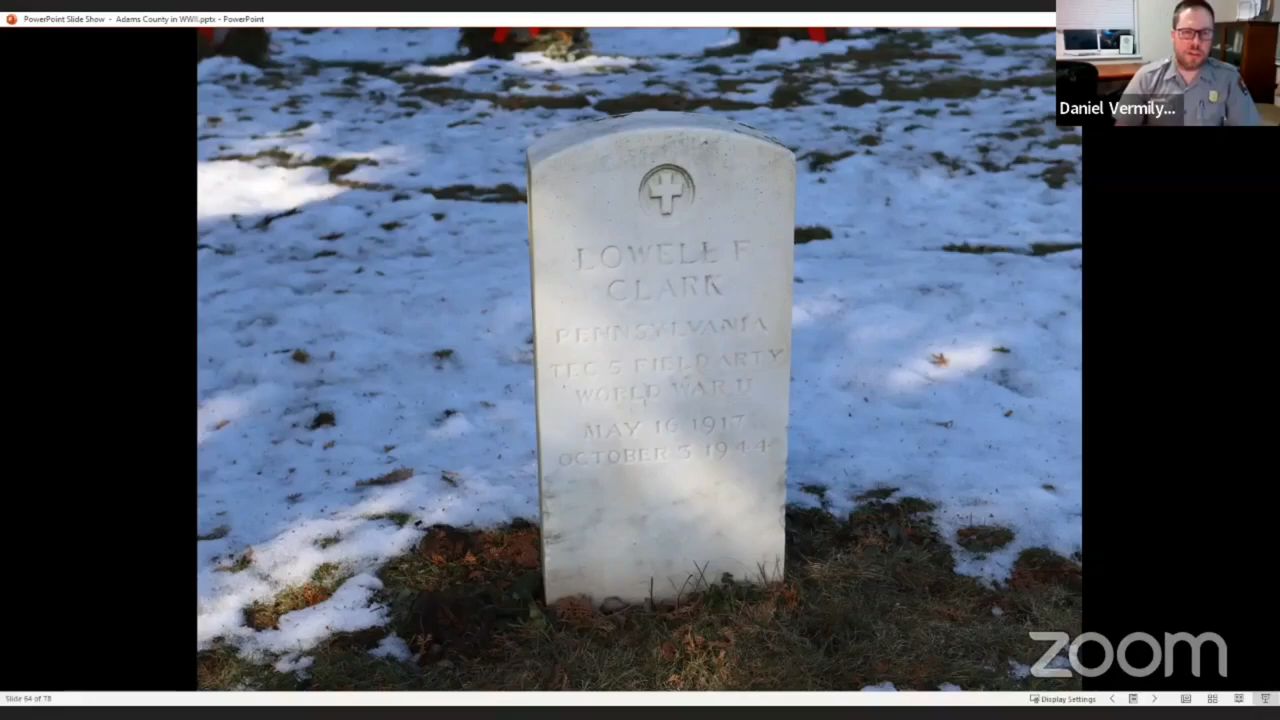 PowerPoint Slide Show - Adams County in WWII.pptx - PowerPoint
Daniel Vermily...
LOWELL F
CLARK
PENNSYLVANIA
TEC 5 FIELD ARTY
WORLD WAR II
MAY 16 1917
OCTOBER 3 1944
zoom
Slide 64 of 78
Display Settings